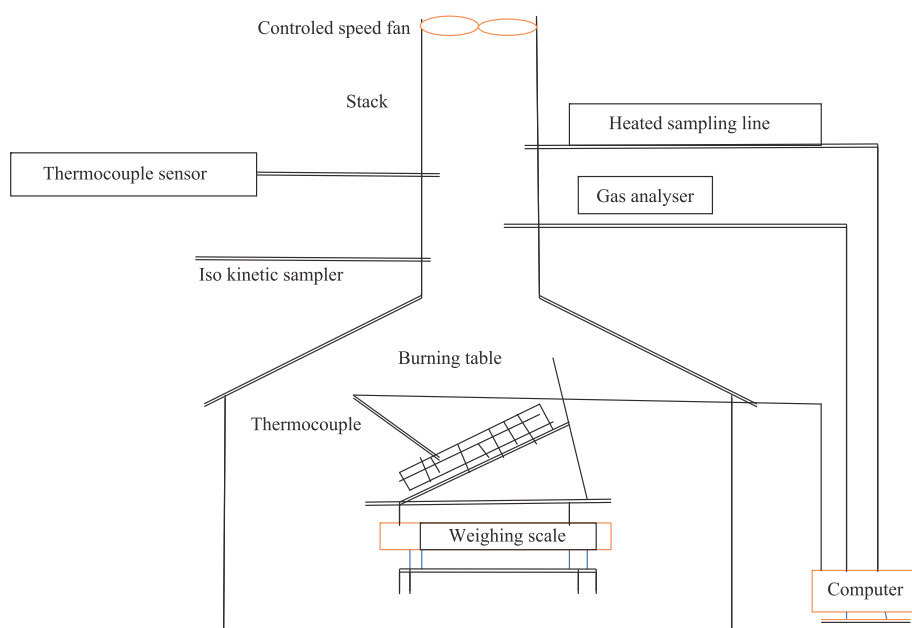 Controled speed fan
Stack
Heated sampling line
Thermocouple sensor
Gas analyser
Iso kinetic sampler
Burning table
Thermocouple
Weighing scale
Computer